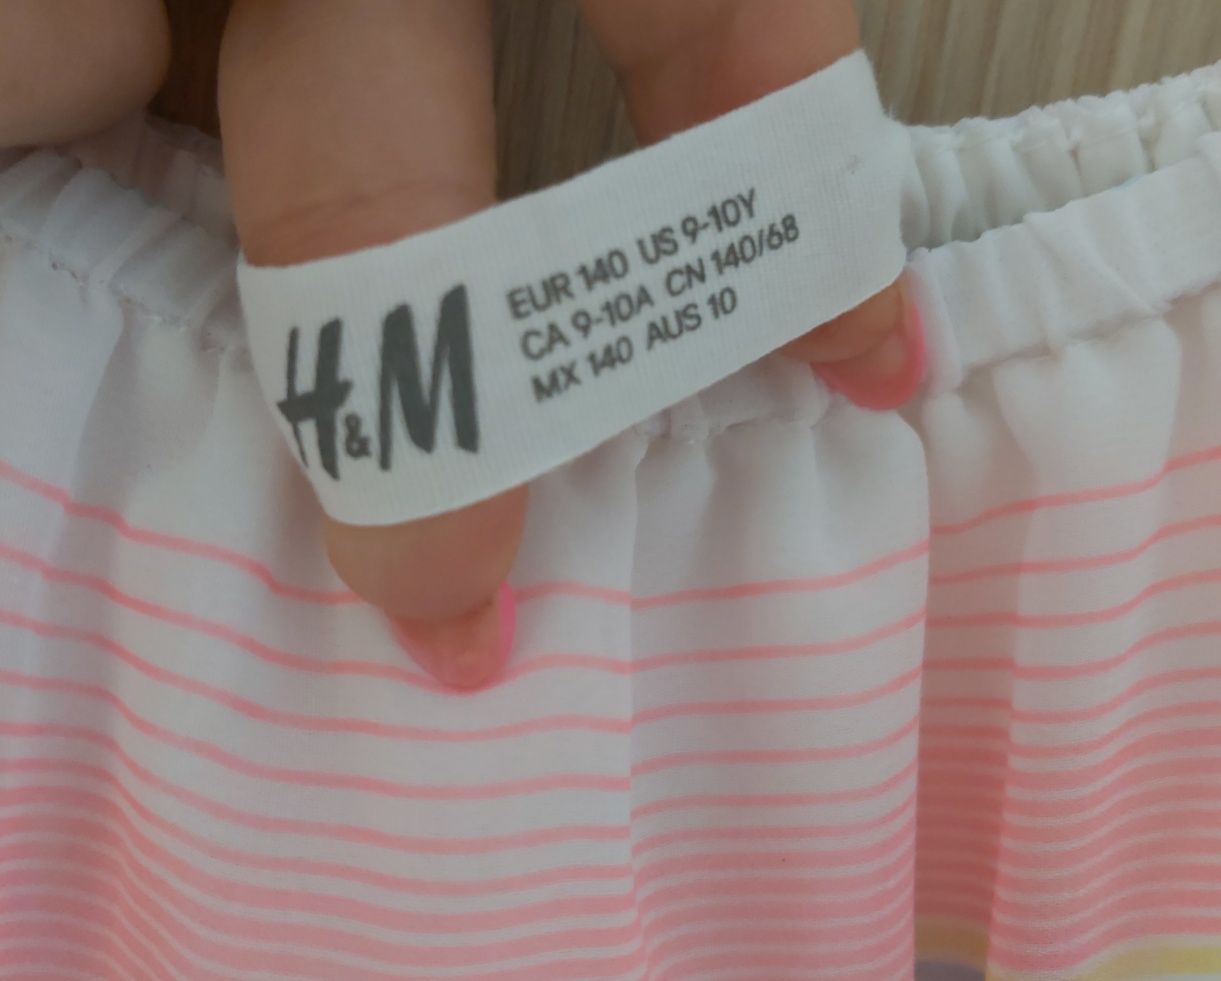 H&M
EUR 140 US 9-10Y
CA 9-10A CN 140/68
MX 140 AUS 10